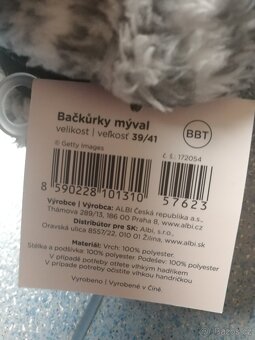 Bačkůrky mýval
velikost | veľkosť 39/41
BBT
© Getty Images
č. š. 172054
8 590228 101310
57623
Výrobce | Výrobca: ALBI Česká republika a.s.,
Thámova 289/13, 186 00 Praha 8, www.albi.cz
Distribútor pre SK: Albi, s.r.o.,
Oravská ulica 8557/22, 010 01 Žilina, www.albi.sk
Materiál: Vrch: 100% polyester
Stélka a podšívka: 100% polyester. Podešev: 100% polyester
V případě potřeby otřete vlhkým hadříkem
V prípade potreby očistite vlhkou handričkou
Vyrobeno | Vyrobené v Číně.